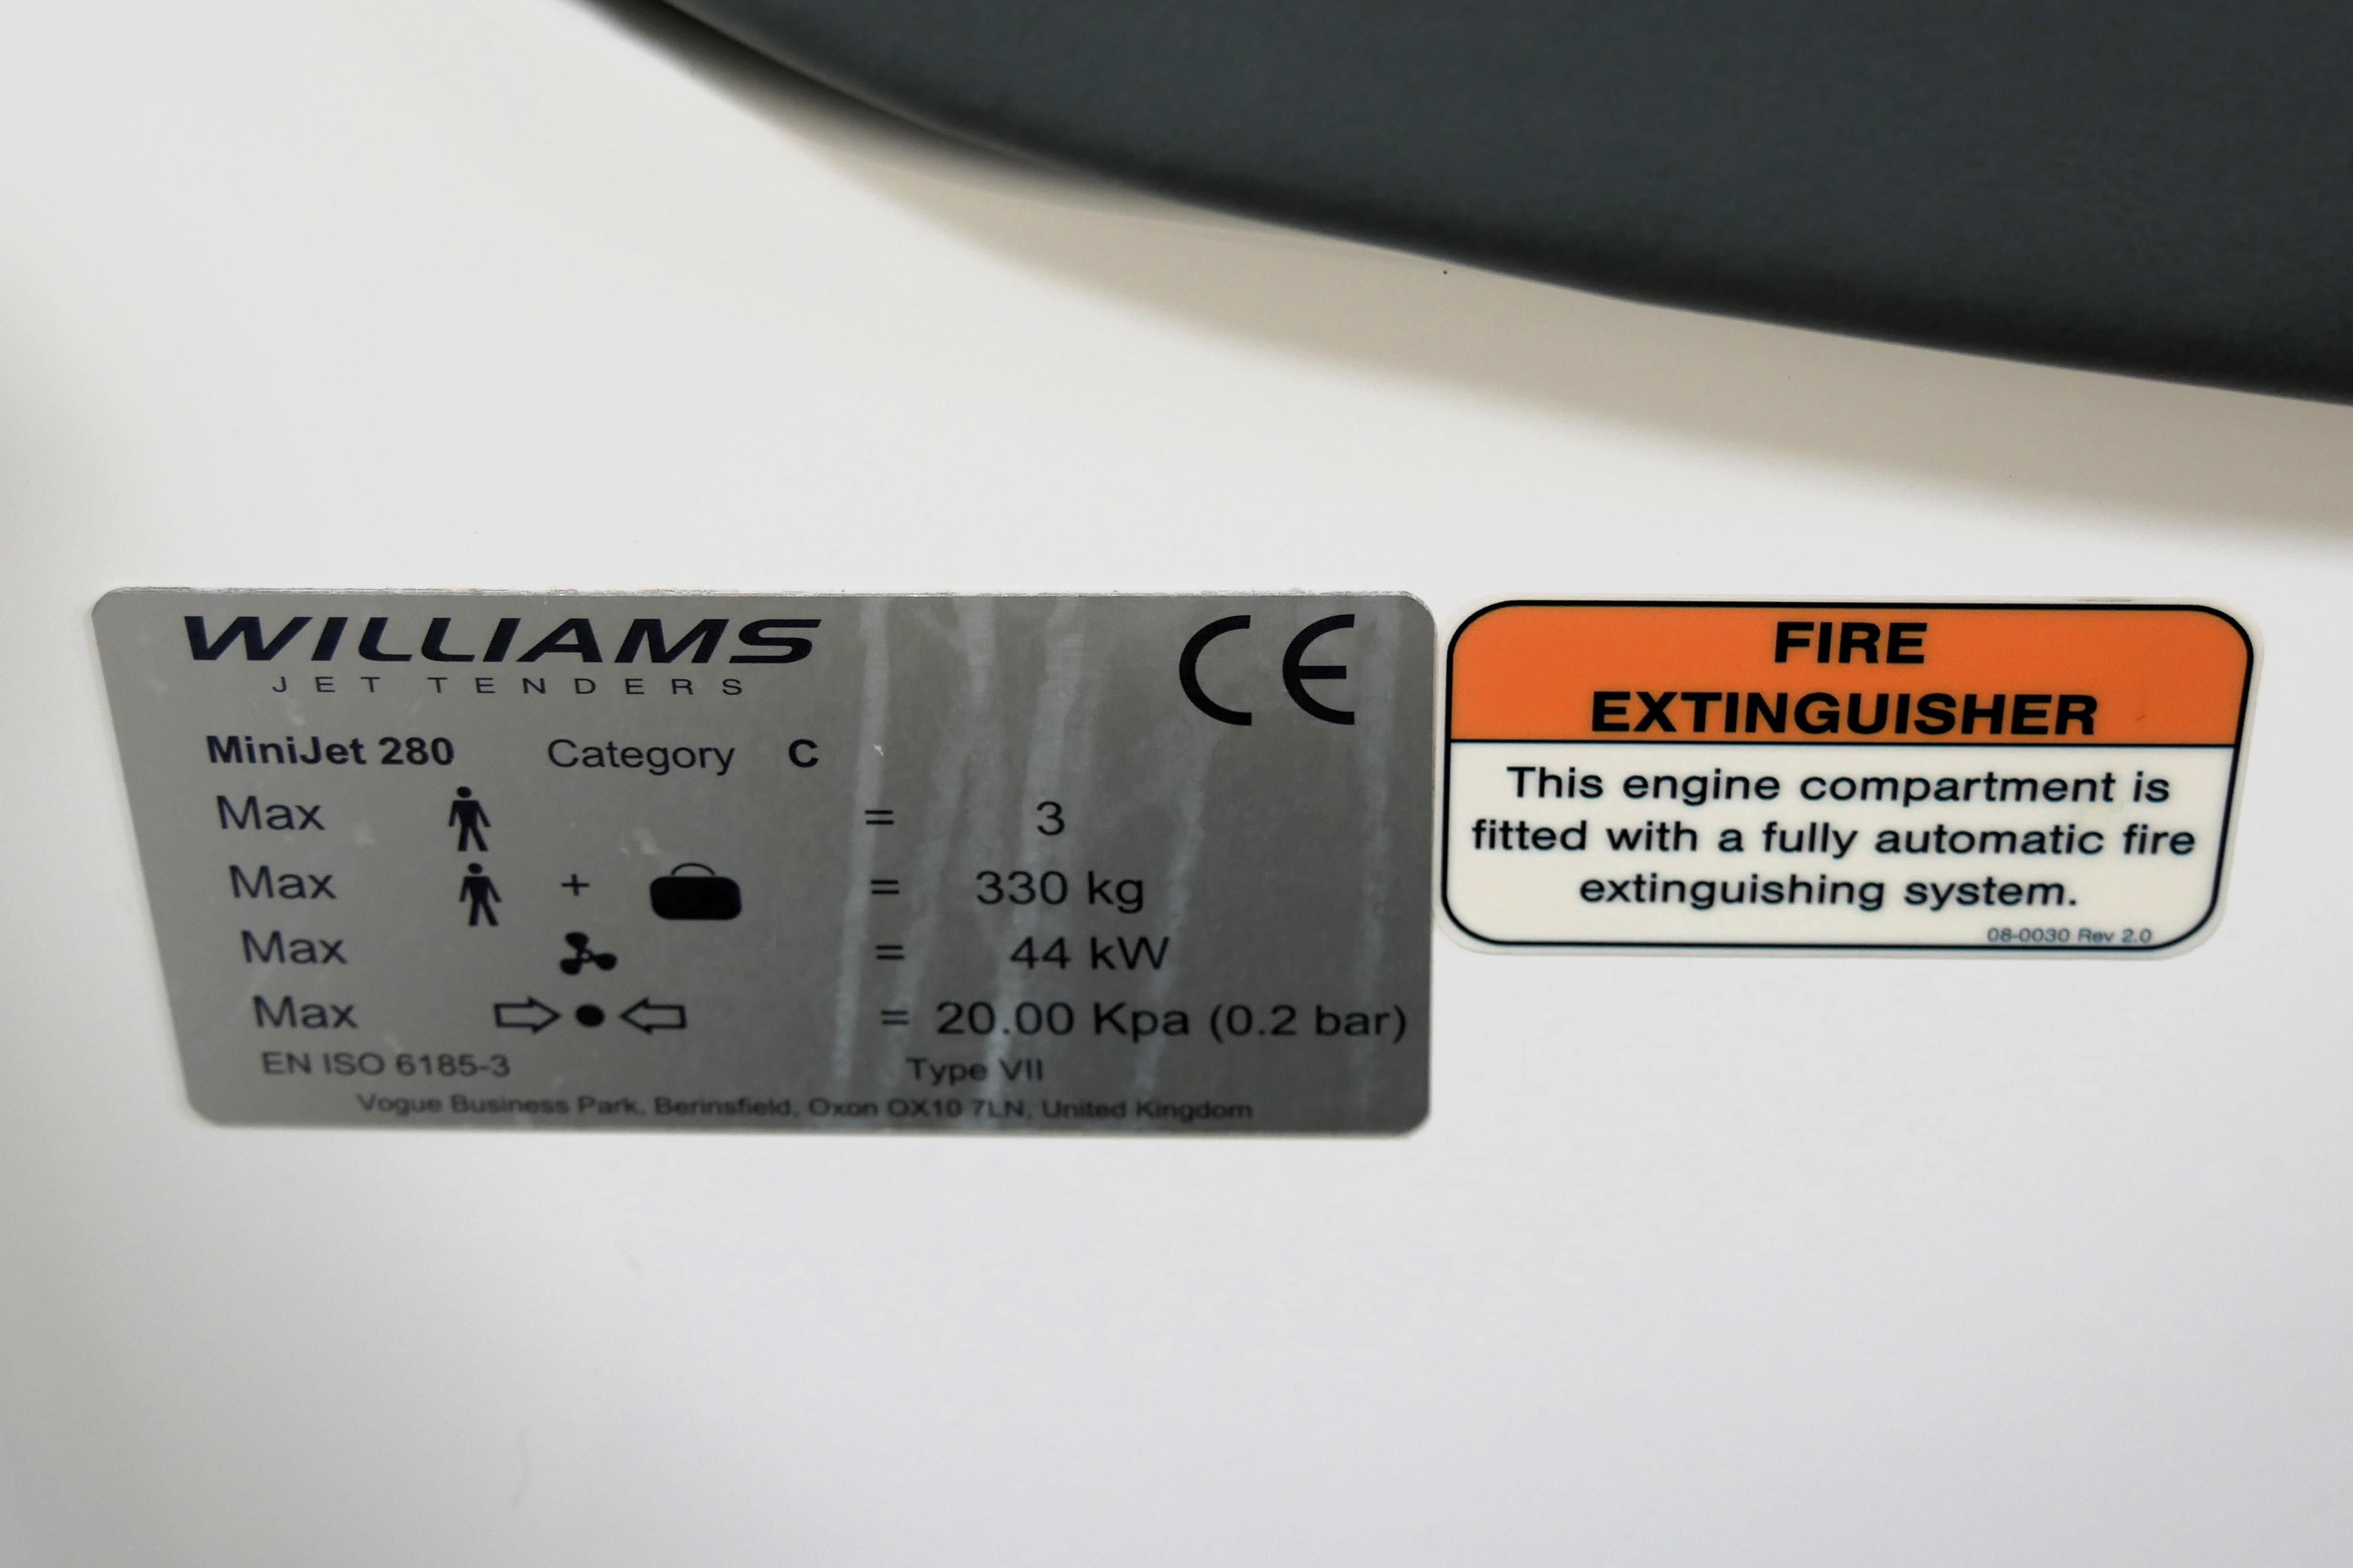 WILLIAMS
JET TENDERS
CE
MiniJet 280 Category C
Max = 3
Max + = 330 kg
Max = 44 kW
Max = 20.00 Kpa (0.2 bar)
EN ISO 6185-3 Type VII
Vogue Business Park, Berinsfield, Oxon OX10 7LN, United Kingdom
FIRE
EXTINGUISHER
This engine compartment is
fitted with a fully automatic fire
extinguishing system.
08-0030 Rev 2.0